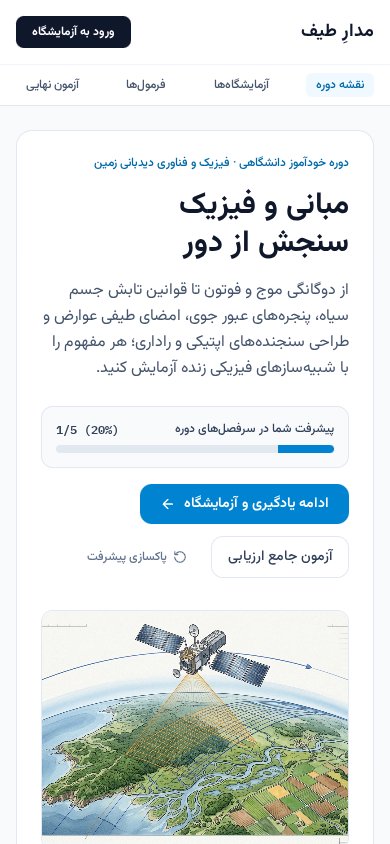 مدارِ طیف
ورود به آزمایشگاه
نقشه دوره
آزمایشگاه‌ها
فرمول‌ها
آزمون نهایی
دوره خودآموز دانشگاهی · فیزیک و فناوری دیدبانی زمین
مبانی و فیزیک
سنجش از دور
از دوگانگی موج و فوتون تا قوانین تابش جسم
سیاه، پنجره‌های عبور جوی، امضای طیفی عوارض و
طراحی سنجنده‌های اپتیکی و راداری؛ هر مفهوم را
با شبیه‌سازهای فیزیکی زنده آزمایش کنید.
پیشرفت شما در سرفصل‌های دوره
1/5 (20%)
ادامه یادگیری و آزمایشگاه
آزمون جامع ارزیابی
پاکسازی پیشرفت